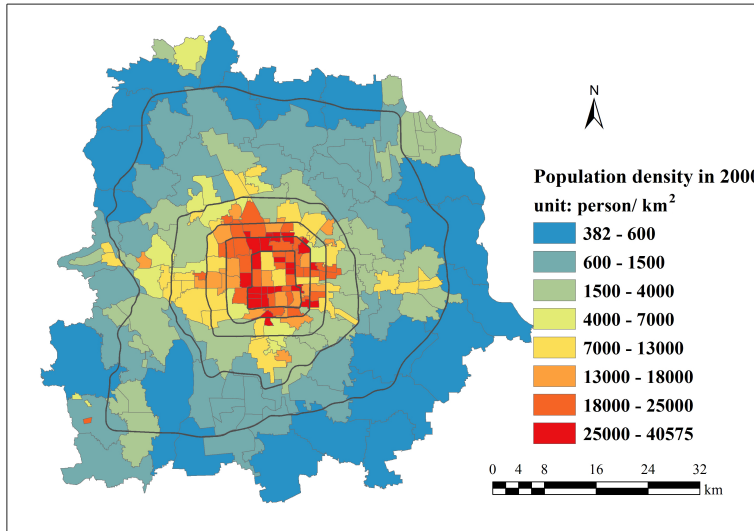 N
Population density in 2000
unit: person/ km²
382 - 600
600 - 1500
1500 - 4000
4000 - 7000
7000 - 13000
13000 - 18000
18000 - 25000
25000 - 40575
0 4 8 16 24 32
km